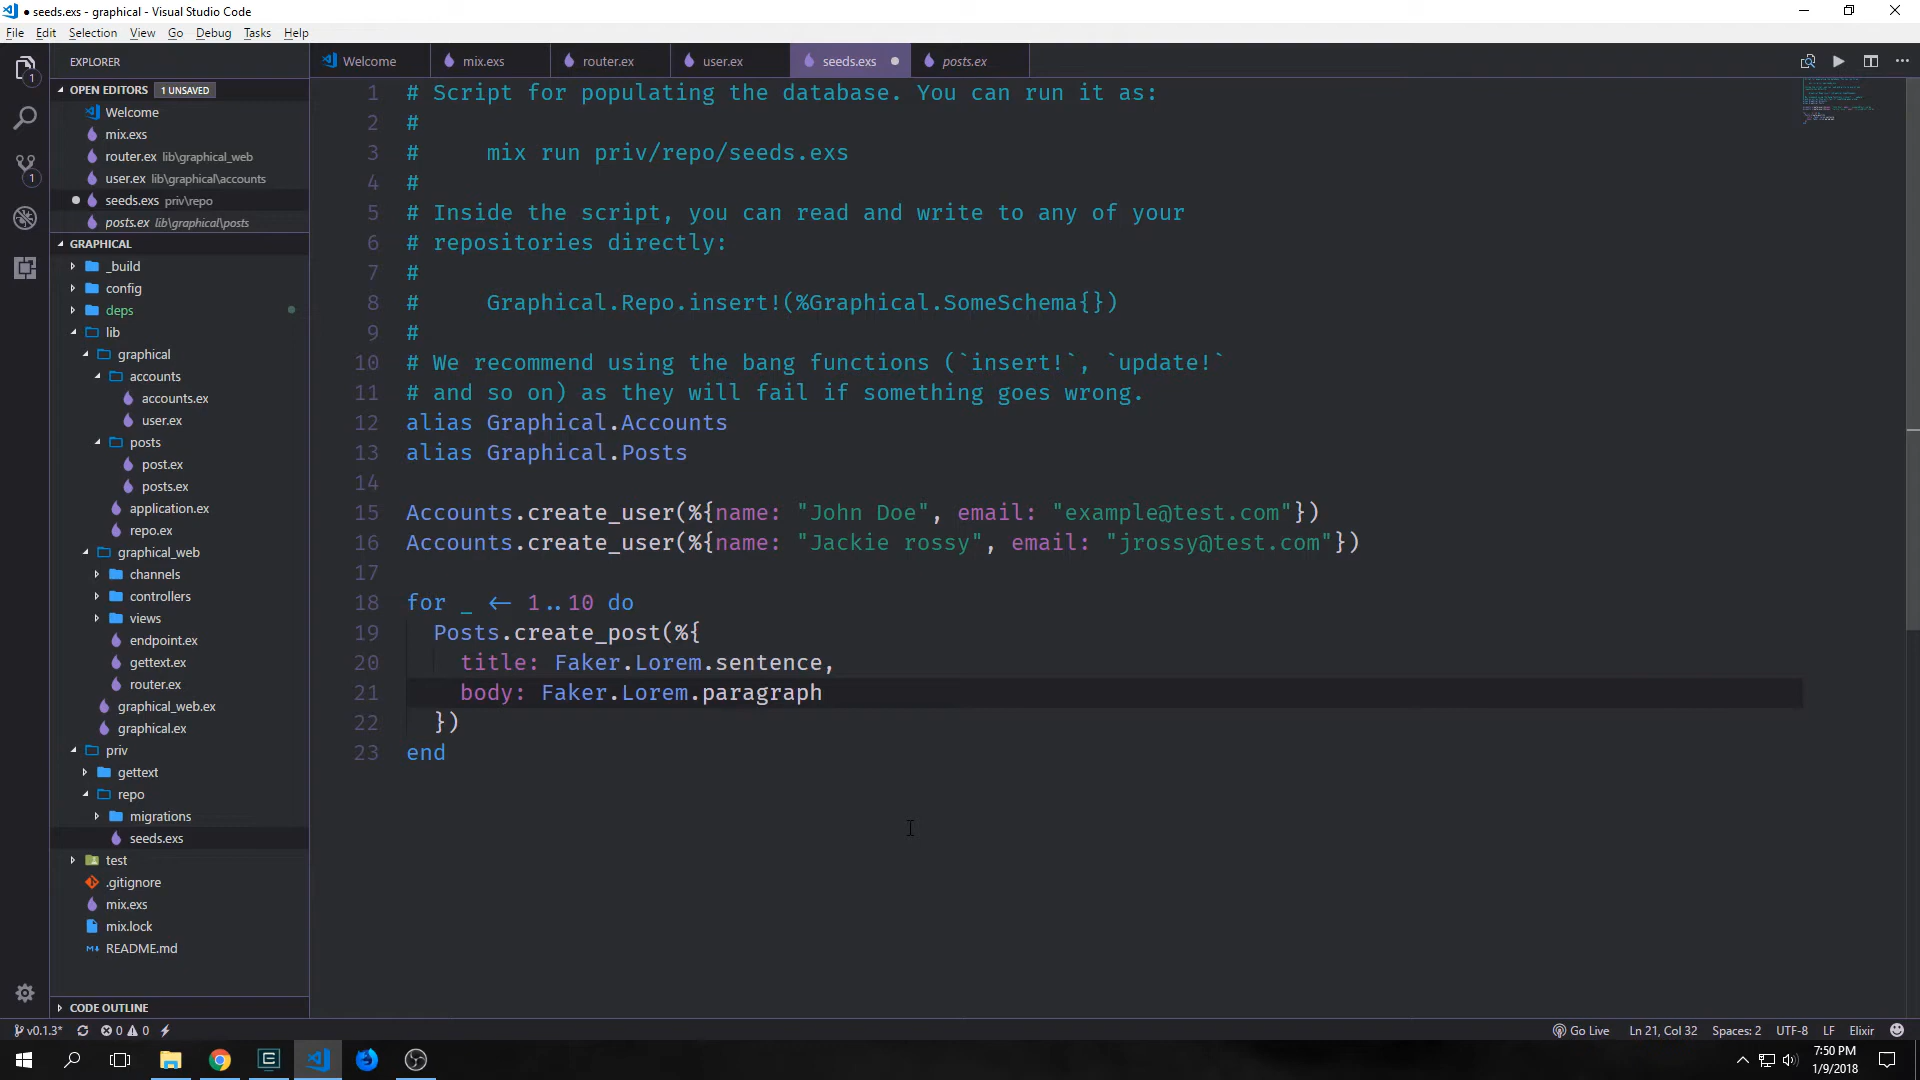 ● seeds.exs - graphical - Visual Studio Code
File Edit Selection View Go Debug Tasks Help
EXPLORER
Welcome
mix.exs
router.ex
user.ex
seeds.exs
posts.ex
1
1
OPEN EDITORS 1 UNSAVED
Welcome
mix.exs
router.ex lib\graphical_web
user.ex lib\graphical\accounts
seeds.exs priv\repo
posts.ex lib\graphical\posts
GRAPHICAL
_build
config
deps
lib
graphical
accounts
accounts.ex
user.ex
posts
post.ex
posts.ex
application.ex
repo.ex
graphical_web
channels
controllers
views
endpoint.ex
gettext.ex
router.ex
graphical_web.ex
graphical.ex
priv
gettext
repo
migrations
seeds.exs
test
.gitignore
mix.exs
mix.lock
README.md
CODE OUTLINE
1 # Script for populating the database. You can run it as:
2 #
3 #     mix run priv/repo/seeds.exs
4 #
5 # Inside the script, you can read and write to any of your
6 # repositories directly:
7 #
8 #     Graphical.Repo.insert!(%Graphical.SomeSchema{})
9 #
10 # We recommend using the bang functions (`insert!`, `update!`
11 # and so on) as they will fail if something goes wrong.
12 alias Graphical.Accounts
13 alias Graphical.Posts
14
15 Accounts.create_user(%{name: "John Doe", email: "example@test.com"})
16 Accounts.create_user(%{name: "Jackie rossy", email: "jrossy@test.com"})
17
18 for _ <- 1..10 do
19   Posts.create_post(%{
20     title: Faker.Lorem.sentence,
21     body: Faker.Lorem.paragraph
22   })
23 end
v0.1.3* 0 0 Go Live Ln 21, Col 32 Spaces: 2 UTF-8 LF Elixir
7:50 PM
1/9/2018